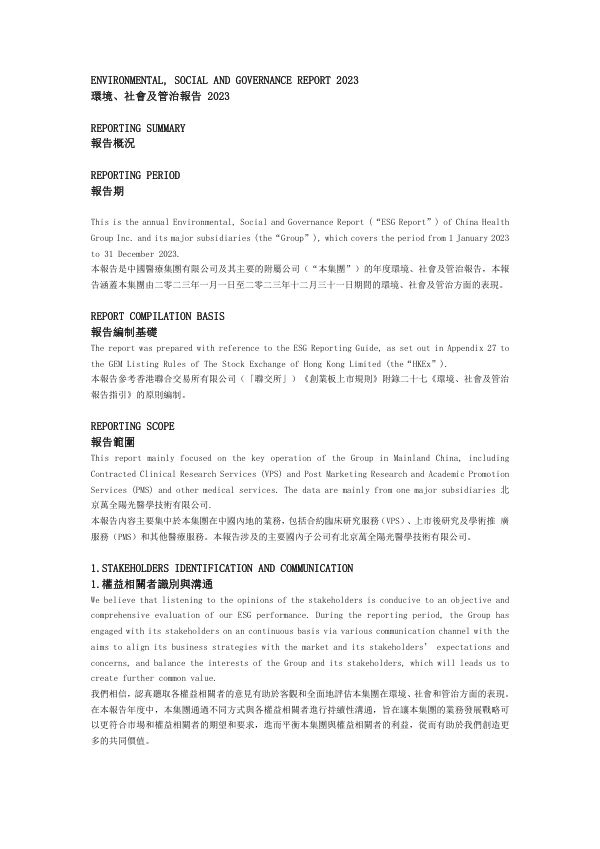 ENVIRONMENTAL, SOCIAL AND GOVERNANCE REPORT 2023
環境、社會及管治報告 2023
REPORTING SUMMARY
報告概況
REPORTING PERIOD
報告期
This is the annual Environmental, Social and Governance Report (“ESG Report”) of China Health
Group Inc. and its major subsidiaries (the“Group”), which covers the period from 1 January 2023
to 31 December 2023.
本報告是中國醫療集團有限公司及其主要的附屬公司（“本集團”）的年度環境、社會及管治報告，本報
告涵蓋本集團由二零二三年一月一日至二零二三年十二月三十一日期間的環境、社會及管治方面的表現。
REPORT COMPILATION BASIS
報告編制基礎
The report was prepared with reference to the ESG Reporting Guide, as set out in Appendix 27 to
the GEM Listing Rules of The Stock Exchange of Hong Kong Limited (the“HKEx”).
本報告參考香港聯合交易所有限公司（「聯交所」）《創業板上市規則》附錄二十七《環境、社會及管治
報告指引》的原則編制。
REPORTING SCOPE
報告範圍
This report mainly focused on the key operation of the Group in Mainland China, including
Contracted Clinical Research Services (VPS) and Post Marketing Research and Academic Promotion
Services (PMS) and other medical services. The data are mainly from one major subsidiaries 北
京萬全陽光醫學技術有限公司.
本報告內容主要集中於本集團在中國內地的業務，包括合約臨床研究服務（VPS）、上市後研究及學術推 廣
服務（PMS）和其他醫療服務。本報告涉及的主要國內子公司有北京萬全陽光醫學技術有限公司。
1.STAKEHOLDERS IDENTIFICATION AND COMMUNICATION
1.權益相關者識別與溝通
We believe that listening to the opinions of the stakeholders is conducive to an objective and
comprehensive evaluation of our ESG performance. During the reporting period, the Group has
engaged with its stakeholders on an continuous basis via various communication channel with the
aims to align its business strategies with the market and its stakeholders’ expectations and
concerns, and balance the interests of the Group and its stakeholders, which will leads us to
create further common value.
我們相信，認真聽取各權益相關者的意見有助於客觀和全面地評估本集團在環境、社會和管治方面的表現。
在本報告年度中，本集團通過不同方式與各權益相關者進行持續性溝通，旨在讓本集團的業務發展戰略可
以更符合市場和權益相關者的期望和要求，進而平衡本集團與權益相關者的利益，從而有助於我們創造更
多的共同價值。